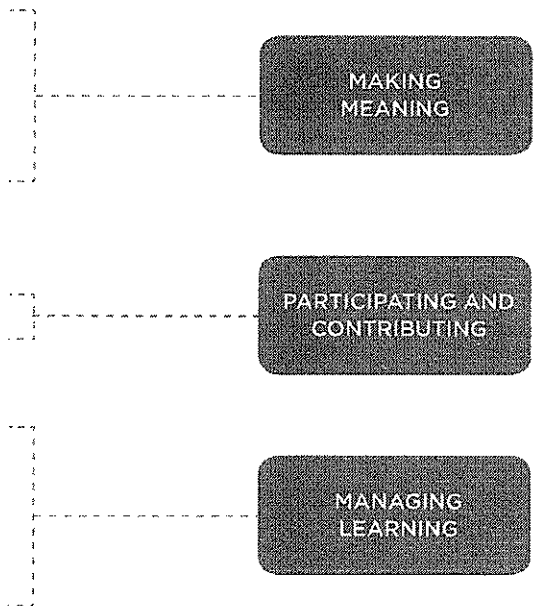 MAKING
MEANING
PARTICIPATING AND
CONTRIBUTING
MANAGING
LEARNING